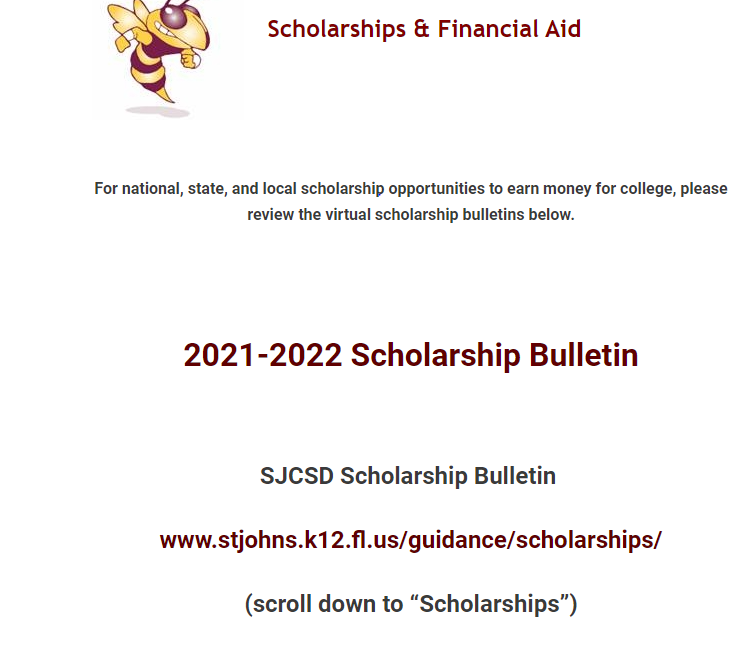 Scholarships & Financial Aid
For national, state, and local scholarship opportunities to earn money for college, please
review the virtual scholarship bulletins below.
2021-2022 Scholarship Bulletin
SJCSD Scholarship Bulletin
www.stjohns.k12.fl.us/guidance/scholarships/
(scroll down to “Scholarships”)